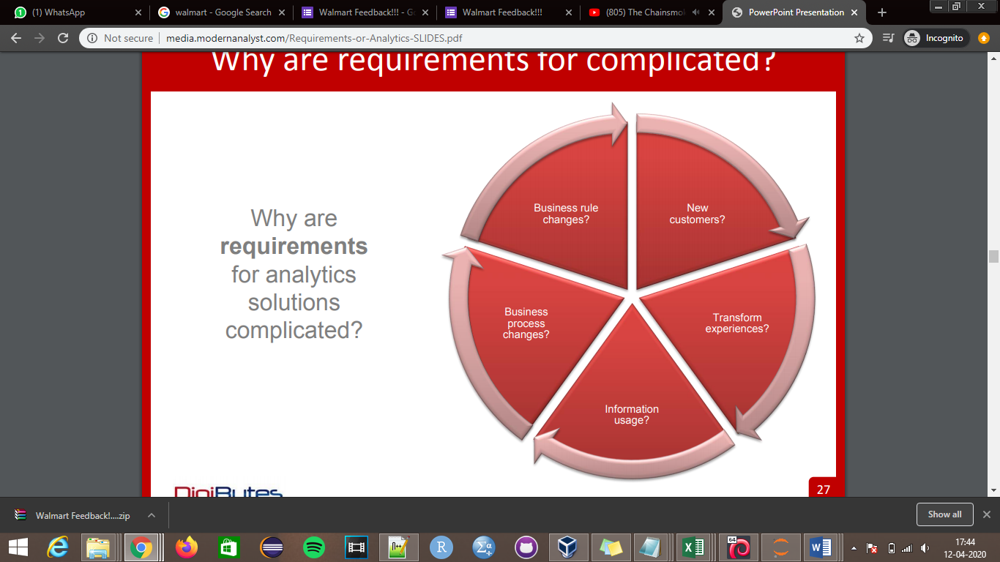 (1) WhatsApp
walmart - Google Search
Walmart Feedback!!! - Go
Walmart Feedback!!!
(805) The Chainsmok
PowerPoint Presentation
Not secure
media.modernanalyst.com/Requirements-or-Analytics-SLIDES.pdf
Incognito
Why are requirements for complicated?
Why are
requirements
for analytics
solutions
complicated?
Business rule
changes?
New
customers?
Transform
experiences?
Information
usage?
Business
process
changes?
DigiBytes
27
Walmart Feedback!....zip
Show all
17:44
12-04-2020